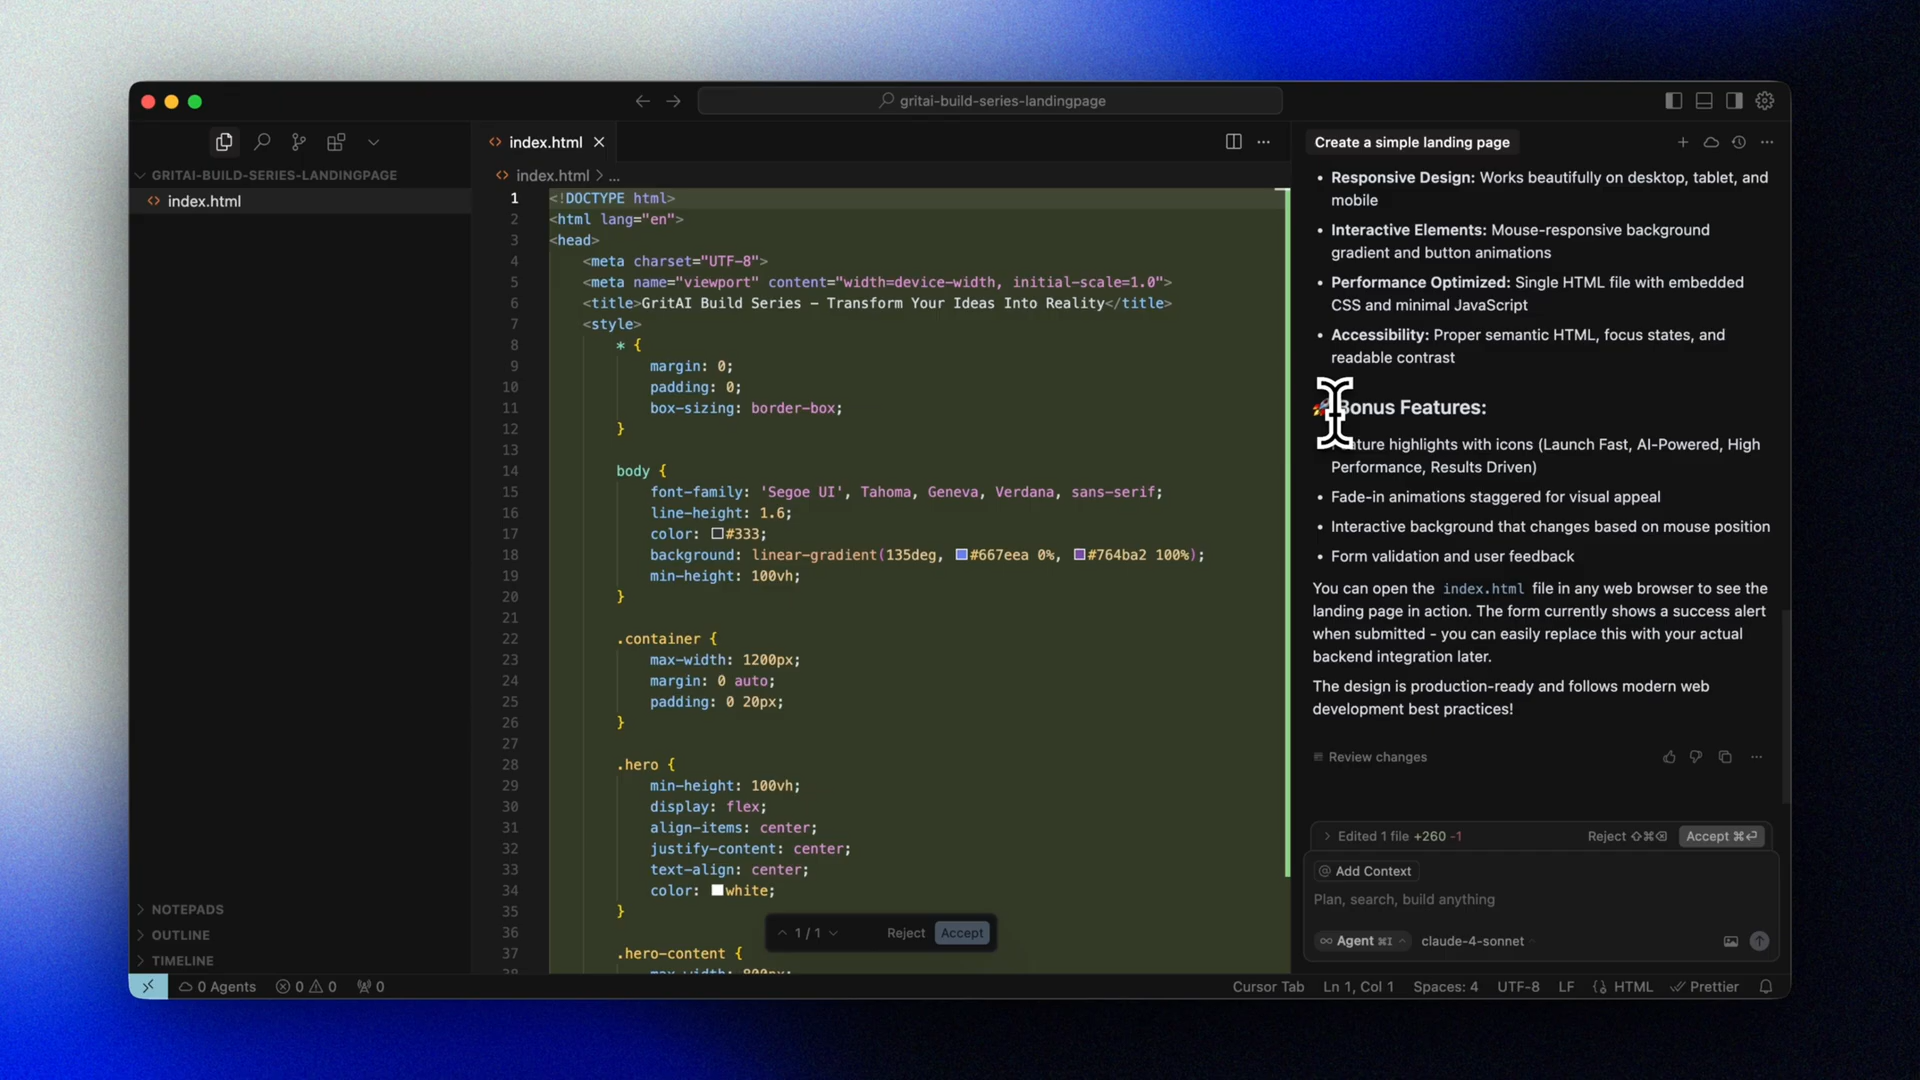 gritai-build-series-landingpage
index.html
Create a simple landing page
GRITAI-BUILD-SERIES-LANDINGPAGE
index.html
NOTEPADS
OUTLINE
TIMELINE
index.html > ...
1 <!DOCTYPE html>
2 <html lang="en">
3 <head>
4 <meta charset="UTF-8">
5 <meta name="viewport" content="width=device-width, initial-scale=1.0">
6 <title>GritAI Build Series – Transform Your Ideas Into Reality</title>
7 <style>
8 * {
9 margin: 0;
10 padding: 0;
11 box-sizing: border-box;
12 }
13
14 body {
15 font-family: 'Segoe UI', Tahoma, Geneva, Verdana, sans-serif;
16 line-height: 1.6;
17 color: #333;
18 background: linear-gradient(135deg, #667eea 0%, #764ba2 100%);
19 min-height: 100vh;
20 }
21
22 .container {
23 max-width: 1200px;
24 margin: 0 auto;
25 padding: 0 20px;
26 }
27
28 .hero {
29 min-height: 100vh;
30 display: flex;
31 align-items: center;
32 justify-content: center;
33 text-align: center;
34 color: white;
35 }
36
37 .hero-content {
1 / 1 Reject Accept
• Responsive Design: Works beautifully on desktop, tablet, and
mobile
• Interactive Elements: Mouse-responsive background
gradient and button animations
• Performance Optimized: Single HTML file with embedded
CSS and minimal JavaScript
• Accessibility: Proper semantic HTML, focus states, and
readable contrast
🚀 Bonus Features:
highlights with icons (Launch Fast, AI-Powered, High
Performance, Results Driven)
• Fade-in animations staggered for visual appeal
• Interactive background that changes based on mouse position
• Form validation and user feedback
You can open the index.html file in any web browser to see the
landing page in action. The form currently shows a success alert
when submitted - you can easily replace this with your actual
backend integration later.
The design is production-ready and follows modern web
development best practices!
Review changes
Edited 1 file +260 -1 Reject ⇧⌘⌫ Accept ⌘⏎
@ Add Context
Plan, search, build anything
∞ Agent ⌘I claude-4-sonnet
0 Agents 0 0 0 Cursor Tab Ln 1, Col 1 Spaces: 4 UTF-8 LF HTML Prettier